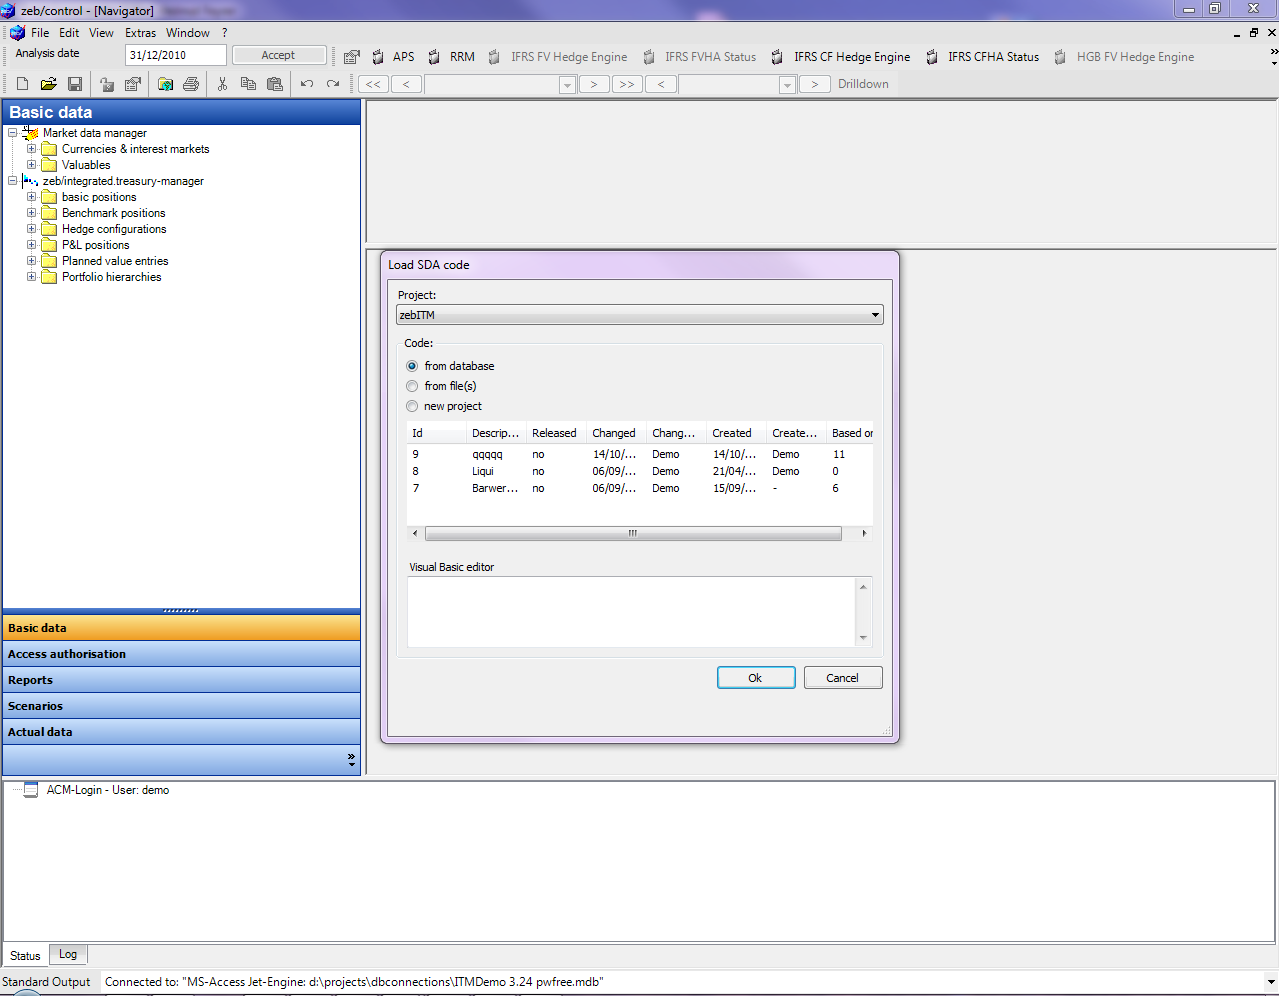 zeb/control - [Navigator]
File Edit View Extras Window ?
Analysis date 31/12/2010 Accept APS RRM IFRS FV Hedge Engine IFRS FVHA Status IFRS CF Hedge Engine IFRS CFHA Status HGB FV Hedge Engine
<< < > >> < > Drilldown
Basic data
Market data manager
Currencies & interest markets
Valuables
zeb/integrated.treasury-manager
basic positions
Benchmark positions
Hedge configurations
P&L positions
Planned value entries
Portfolio hierarchies
Basic data
Access authorisation
Reports
Scenarios
Actual data
Load SDA code
Project:
zebITM
Code:
from database
from file(s)
new project
Id Descrip... Released Changed Chang... Created Create... Based on
9 qqqqq no 14/10/... Demo 14/10/... Demo 11
8 Liqui no 06/09/... Demo 21/04/... Demo 0
7 Barwer... no 06/09/... Demo 15/09/... - 6
Visual Basic editor
Ok Cancel
ACM-Login - User: demo
Status Log
Standard Output Connected to: "MS-Access Jet-Engine: d:\projects\dbconnections\ITMDemo 3.24 pwfree.mdb"